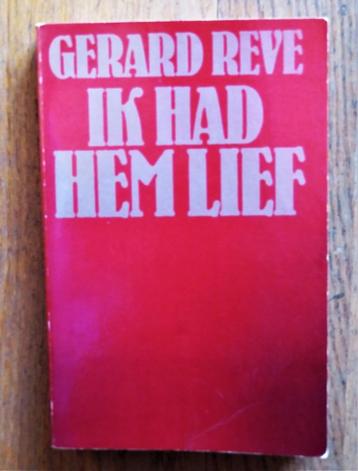 GERARD REVE
IK HAD
HEM LIEF